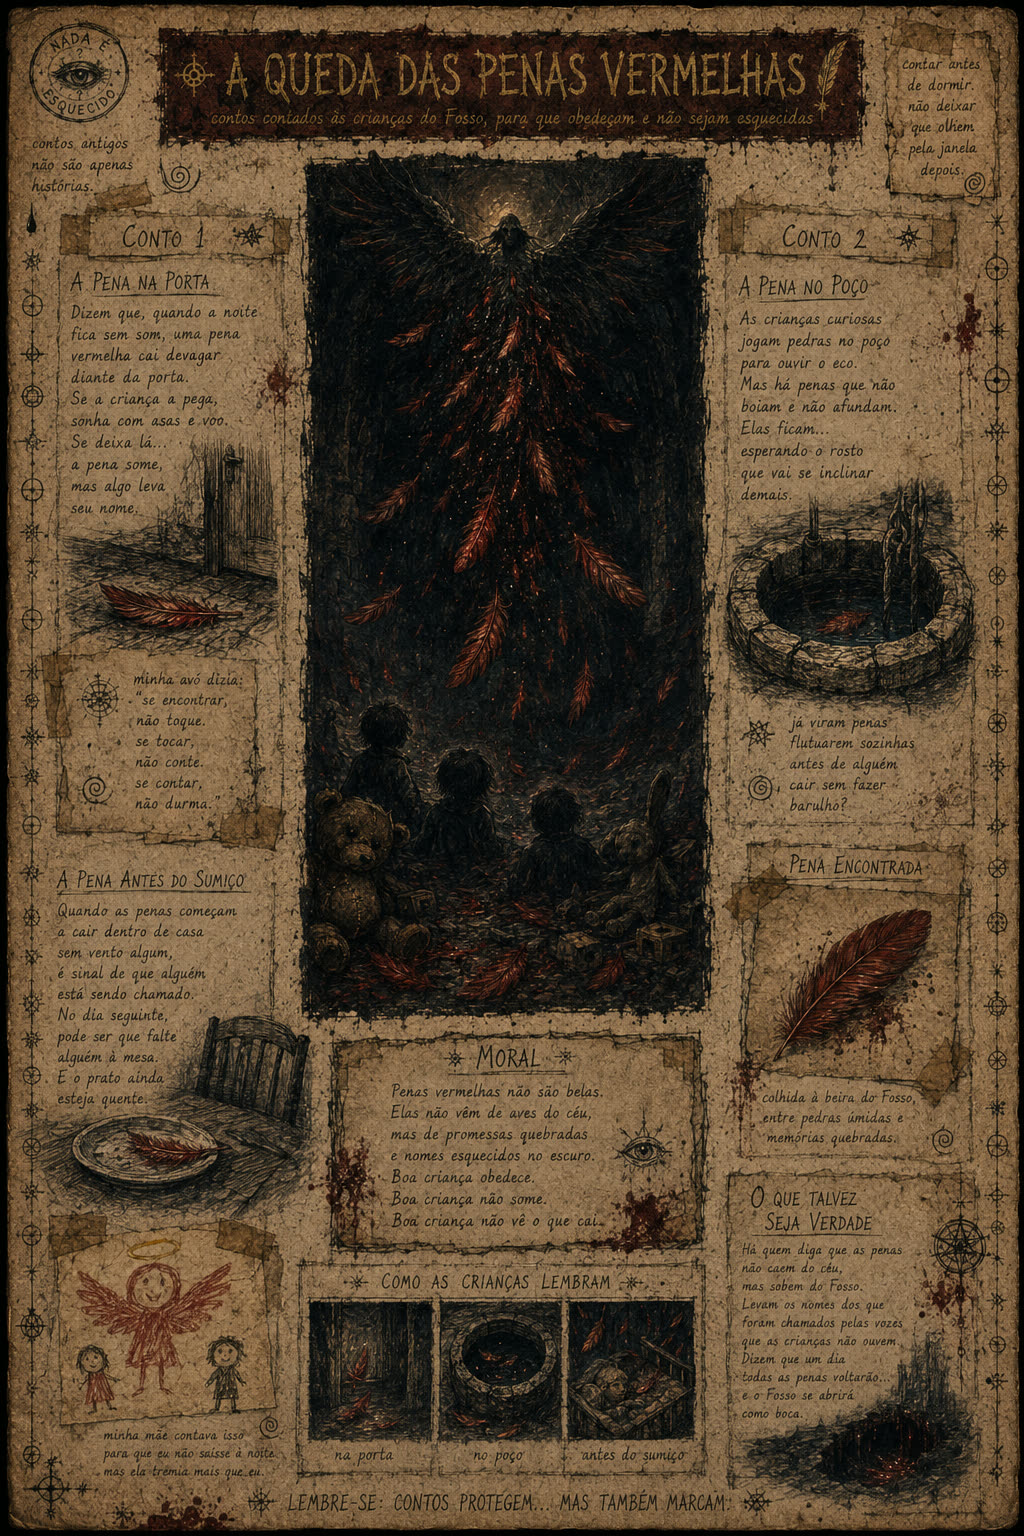 NADA É
ESQUECIDO
contos antigos
não são apenas
histórias.
A QUEDA DAS PENAS VERMELHAS
contos contados às crianças do Fosso, para que obedeçam e não sejam esquecidas
contar antes
de dormir.
não deixar
que olhem
pela janela
depois.
CONTO 1
A PENA NA PORTA
Dizem que, quando a noite
fica sem som, uma pena
vermelha cai devagar
diante da porta.
Se a criança a pega,
sonha com asas e voo.
Se deixa lá...
a pena some,
mas algo leva
seu nome.
minha avó dizia:
"se encontrar,
não toque.
se tocar,
não conte.
se contar,
não durma."
A PENA ANTES DO SUMIÇO
Quando as penas começam
a cair dentro de casa
sem vento algum,
é sinal de que alguém
está sendo chamado.
No dia seguinte,
pode ser que falte
alguém à mesa.
E o prato ainda
esteja quente.
minha mãe contava isso
para que eu não saísse à noite
mas ela tremia mais que eu.
CONTO 2
A PENA NO POÇO
As crianças curiosas
jogam pedras no poço
para ouvir o eco.
Mas há penas que não
boiam e não afundam.
Elas ficam...
esperando o rosto
que vai se inclinar
demais.
já viram penas
flutuarem sozinhas
antes de alguém
cair sem fazer
barulho?
PENA ENCONTRADA
colhida à beira do Fosso,
entre pedras úmidas e
memórias quebradas.
MORAL
Penas vermelhas não são belas.
Elas não vêm de aves do céu,
mas de promessas quebradas
e nomes esquecidos no escuro.
Boa criança obedece.
Boa criança não some.
Boa criança não vê o que cai.
COMO AS CRIANÇAS LEMBRAM
na porta
no poço
antes do sumiço
O QUE TALVEZ
SEJA VERDADE
Há quem diga que as penas
não caem do céu,
mas sobem do Fosso.
Levam os nomes dos que
foram chamados pelas vozes
que as crianças não ouvem.
Dizem que um dia
todas as penas voltarão...
e o Fosso se abrirá
como boca.
LEMBRE-SE: CONTOS PROTEGEM... MAS TAMBÉM MARCAM.